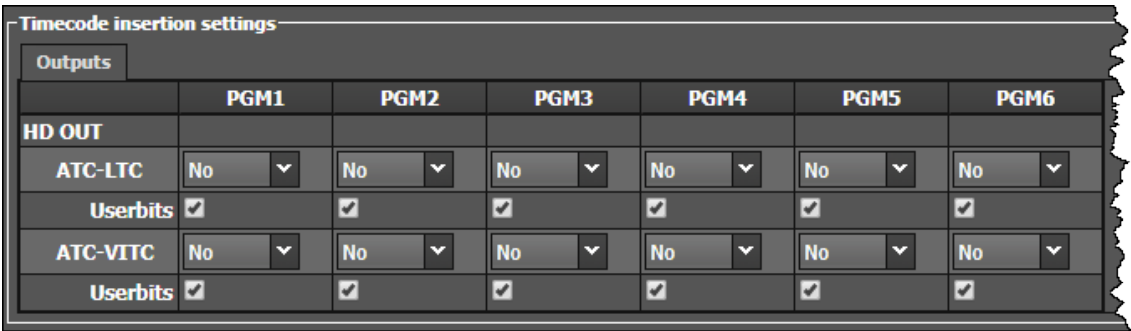 Timecode insertion settings
Outputs
PGM1 PGM2 PGM3 PGM4 PGM5 PGM6
HD OUT
ATC-LTC No No No No No No
Userbits
ATC-VITC No No No No No No
Userbits